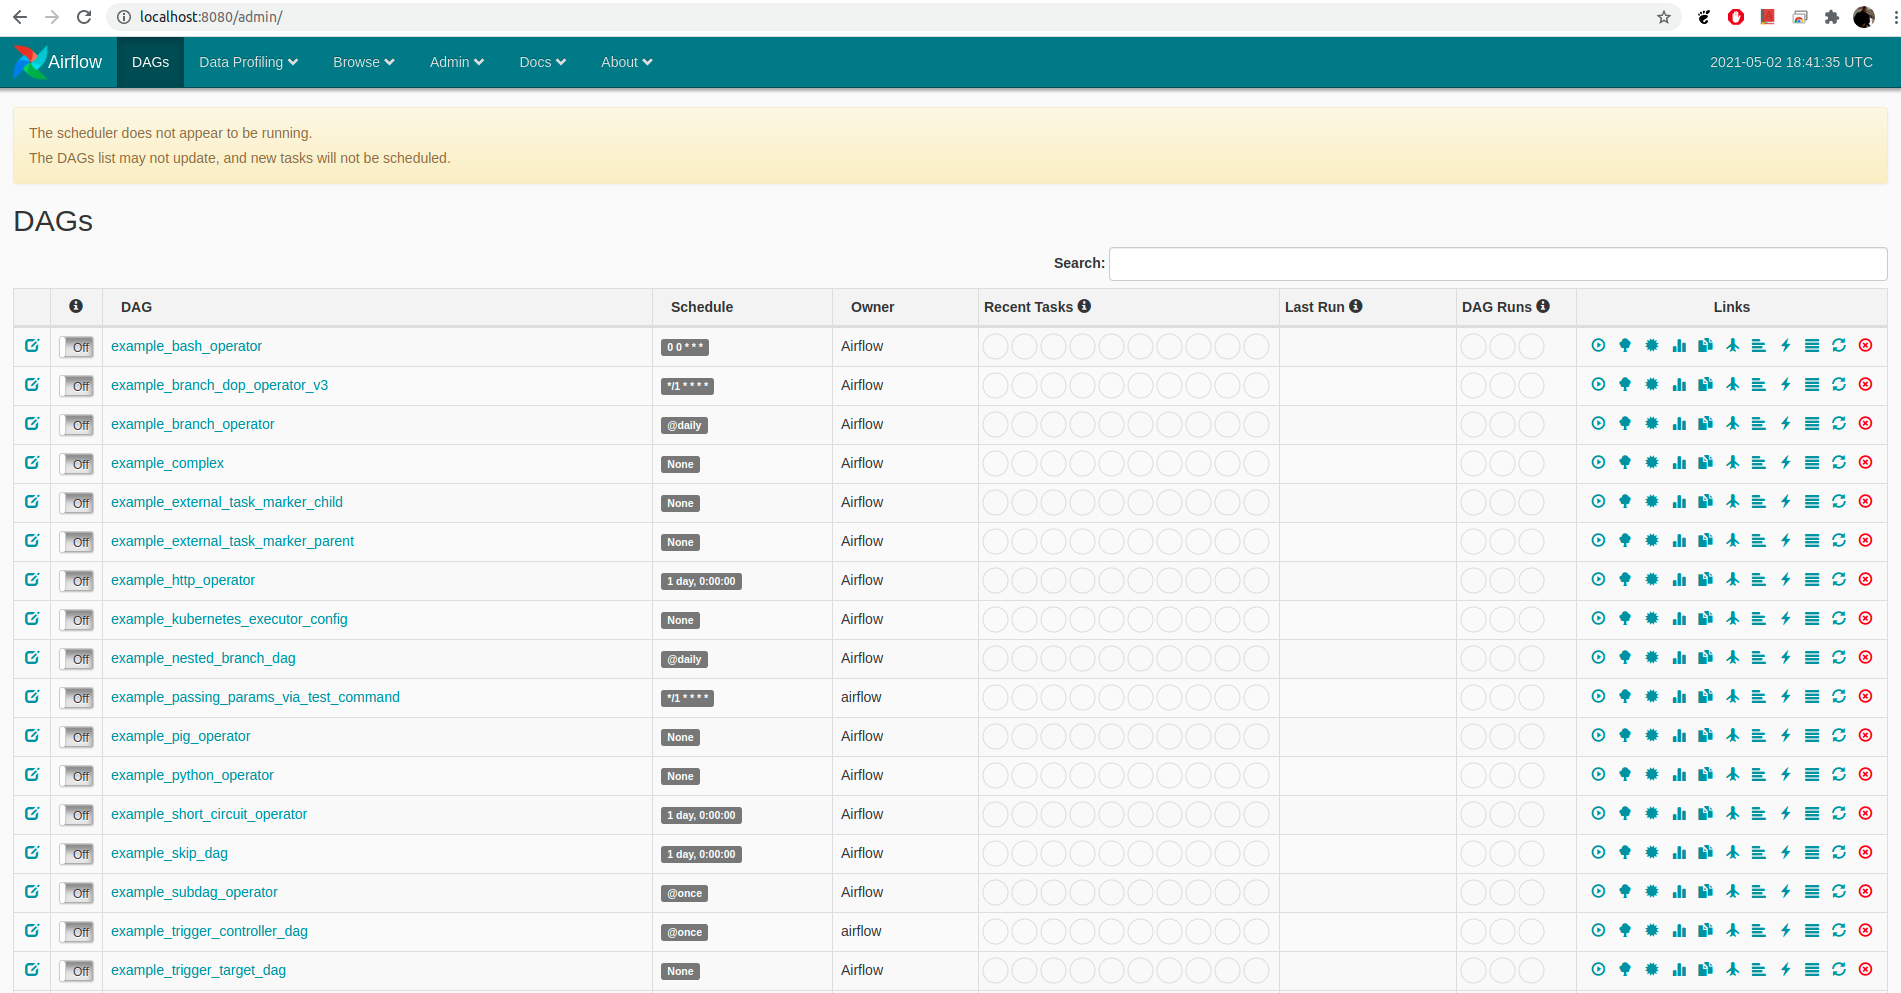 localhost:8080/admin/
Airflow DAGs Data Profiling Browse Admin Docs About 2021-05-02 18:41:35 UTC
The scheduler does not appear to be running.
The DAGs list may not update, and new tasks will not be scheduled.
DAGs
Search:
DAG Schedule Owner Recent Tasks Last Run DAG Runs Links
Off example_bash_operator 0 0 * * * Airflow
Off example_branch_dop_operator_v3 */1 * * * * Airflow
Off example_branch_operator @daily Airflow
Off example_complex None Airflow
Off example_external_task_marker_child None Airflow
Off example_external_task_marker_parent None Airflow
Off example_http_operator 1 day, 0:00:00 Airflow
Off example_kubernetes_executor_config None Airflow
Off example_nested_branch_dag @daily Airflow
Off example_passing_params_via_test_command */1 * * * * airflow
Off example_pig_operator None Airflow
Off example_python_operator None Airflow
Off example_short_circuit_operator 1 day, 0:00:00 Airflow
Off example_skip_dag 1 day, 0:00:00 Airflow
Off example_subdag_operator @once Airflow
Off example_trigger_controller_dag @once airflow
Off example_trigger_target_dag None Airflow